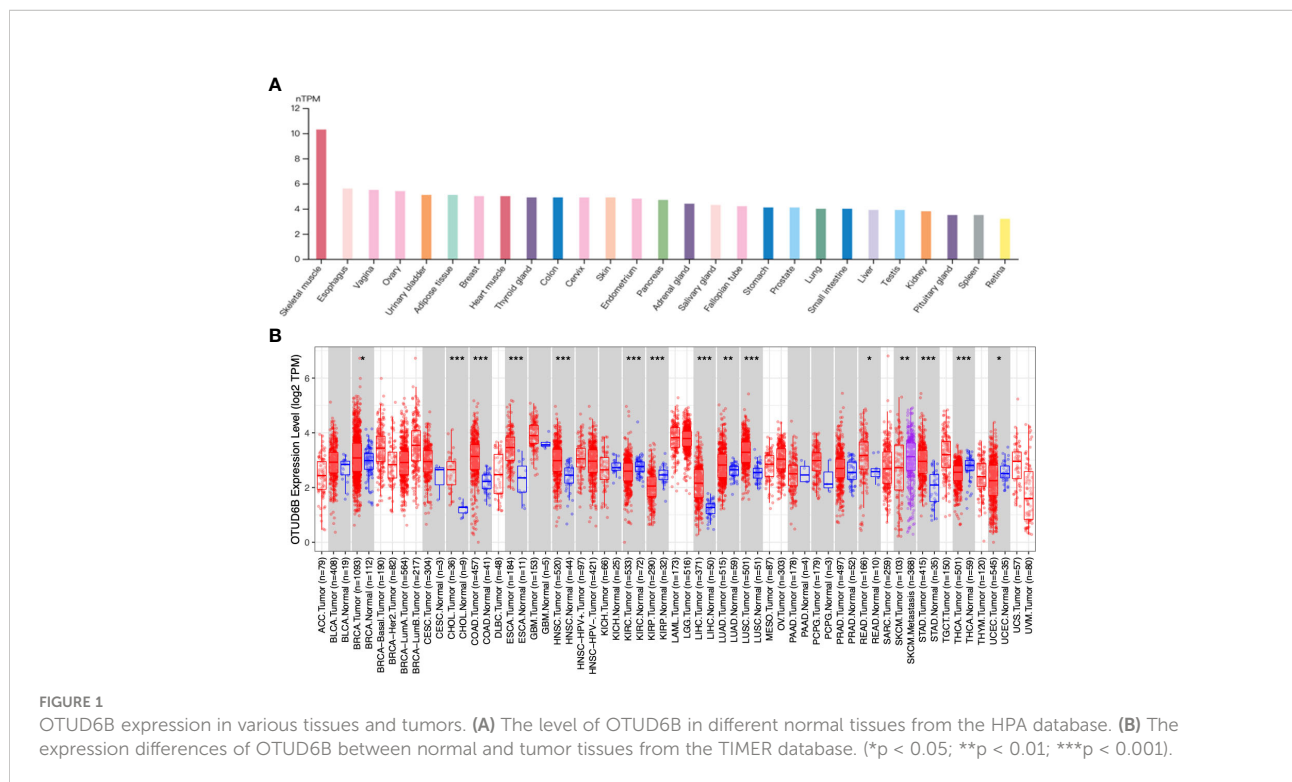 A
nTPM
12
10
8
6
4
2
0
Skeletal muscle
Esophagus
Vagina
Ovary
Urinary bladder
Adipose tissue
Breast
Heart muscle
Thyroid gland
Colon
Cervix
Skin
Endometrium
Pancreas
Adrenal gland
Salivary gland
Fallopian tube
Stomach
Prostate
Lung
Small intestine
Liver
Testis
Kidney
Pituitary gland
Spleen
Retina
B
OTUD6B Expression Level (log2 TPM)
6
4
2
0
* *** *** *** *** *** *** *** ** *** * ** *** *** *
ACC.Tumor (n=79)
BLCA.Tumor (n=408)
BLCA.Normal (n=19)
BRCA.Tumor (n=1093)
BRCA.Normal (n=112)
BRCA-Basal.Tumor (n=190)
BRCA-Her2.Tumor (n=82)
BRCA-LumA.Tumor (n=564)
BRCA-LumB.Tumor (n=217)
CESC.Tumor (n=304)
CESC.Normal (n=3)
CHOL.Tumor (n=36)
CHOL.Normal (n=9)
COAD.Tumor (n=457)
COAD.Normal (n=41)
DLBC.Tumor (n=48)
ESCA.Tumor (n=184)
ESCA.Normal (n=11)
GBM.Tumor (n=153)
GBM.Normal (n=5)
HNSC.Tumor (n=520)
HNSC.Normal (n=44)
HNSC-HPV+.Tumor (n=97)
HNSC-HPV-.Tumor (n=421)
KICH.Tumor (n=66)
KICH.Normal (n=25)
KIRC.Tumor (n=533)
KIRC.Normal (n=72)
KIRP.Tumor (n=290)
KIRP.Normal (n=32)
LAML.Tumor (n=173)
LGG.Tumor (n=516)
LIHC.Tumor (n=371)
LIHC.Normal (n=50)
LUAD.Tumor (n=515)
LUAD.Normal (n=59)
LUSC.Tumor (n=501)
LUSC.Normal (n=51)
MESO.Tumor (n=87)
OV.Tumor (n=303)
PAAD.Tumor (n=178)
PAAD.Normal (n=4)
PCPG.Tumor (n=179)
PCPG.Normal (n=3)
PRAD.Tumor (n=497)
PRAD.Normal (n=52)
READ.Tumor (n=166)
READ.Normal (n=10)
SARC.Tumor (n=259)
SKCM.Tumor (n=103)
SKCM.Metastasis (n=368)
STAD.Tumor (n=415)
STAD.Normal (n=35)
TGCT.Tumor (n=150)
THCA.Tumor (n=501)
THCA.Normal (n=59)
THYM.Tumor (n=120)
UCEC.Tumor (n=545)
UCEC.Normal (n=35)
UCS.Tumor (n=57)
UVM.Tumor (n=80)
FIGURE 1
OTUD6B expression in various tissues and tumors. (A) The level of OTUD6B in different normal tissues from the HPA database. (B) The
expression differences of OTUD6B between normal and tumor tissues from the TIMER database. (*p < 0.05; **p < 0.01; ***p < 0.001).